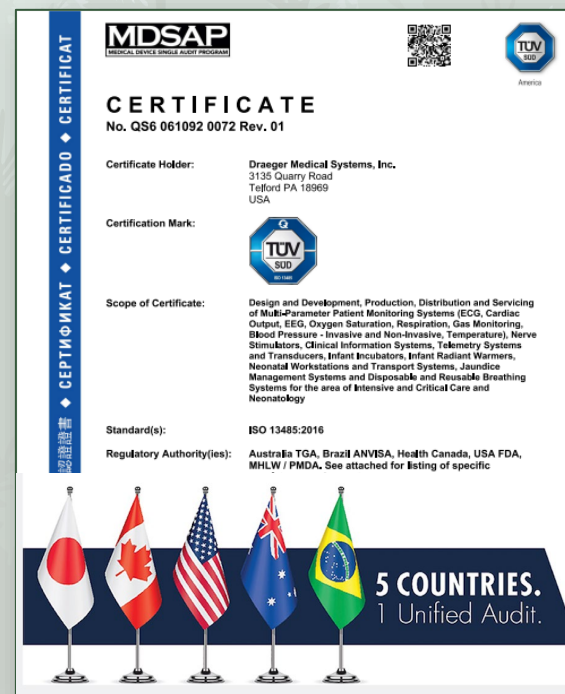 MDSAP
MEDICAL DEVICE SINGLE AUDIT PROGRAM
TÜV
SÜD
America
CERTIFICATE
No. QS6 061092 0072 Rev. 01
Certificate Holder:
Draeger Medical Systems, Inc.
3135 Quarry Road
Telford PA 18969
USA
Certification Mark:
Q
TÜV
SÜD
ISO 13485
Scope of Certificate:
Design and Development, Production, Distribution and Servicing
of Multi-Parameter Patient Monitoring Systems (ECG, Cardiac
Output, EEG, Oxygen Saturation, Respiration, Gas Monitoring,
Blood Pressure - Invasive and Non-Invasive, Temperature), Nerve
Stimulators, Clinical Information Systems, Telemetry Systems
and Transducers, Infant Incubators, Infant Radiant Warmers,
Neonatal Workstations and Transport Systems, Jaundice
Management Systems and Disposable and Reusable Breathing
Systems for the area of Intensive and Critical Care and
Neonatology
Standard(s):
ISO 13485:2016
Regulatory Authority(ies):
Australia TGA, Brazil ANVISA, Health Canada, USA FDA,
MHLW / PMDA. See attached for listing of specific
認證證書 ◆ СЕРТИФИКАТ ◆ CERTIFICADO ◆ CERTIFICAT
5 COUNTRIES.
1 Unified Audit.